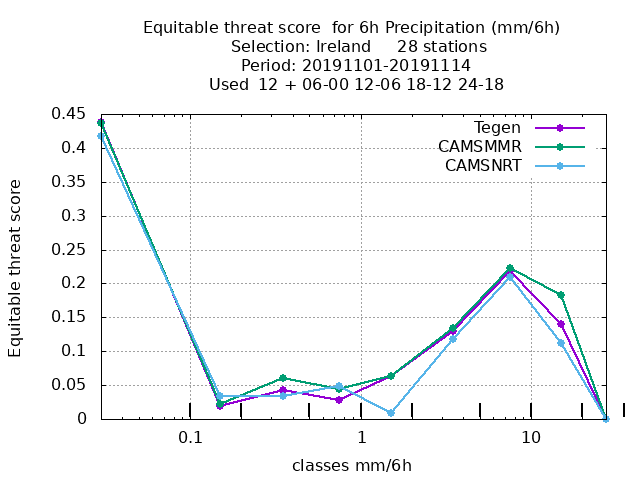 Equitable threat score  for 6h Precipitation (mm/6h)
Selection: Ireland     28 stations
Period: 20191101-20191114
Used  12 + 06-00 12-06 18-12 24-18
Equitable threat score
0.45
0.4
0.35
0.3
0.25
0.2
0.15
0.1
0.05
0
Tegen
CAMSMMR
CAMSNRT
0.1
1
10
classes mm/6h